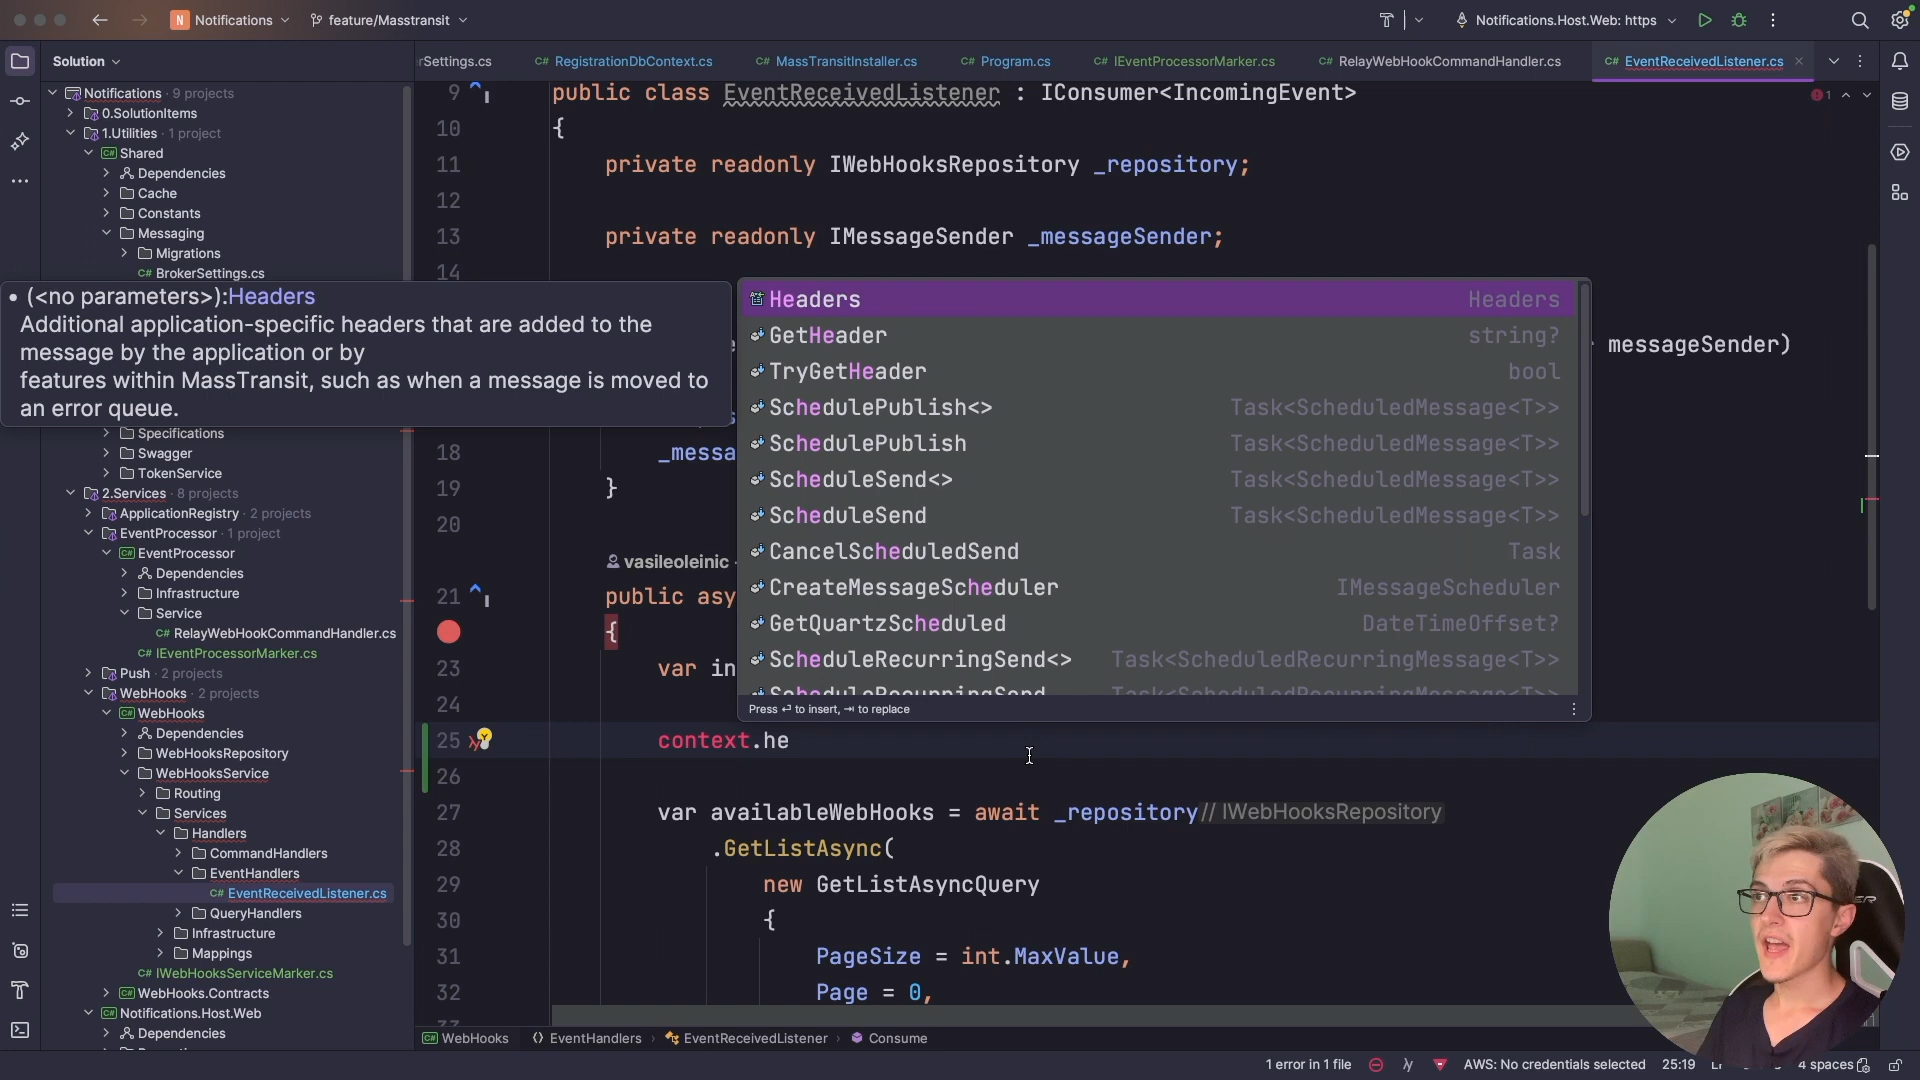 Notifications
feature/Masstransit
Notifications.Host.Web: https
Solution
rSettings.cs
C# RegistrationDbContext.cs
C# MassTransitInstaller.cs
C# Program.cs
C# IEventProcessorMarker.cs
C# RelayWebHookCommandHandler.cs
C# EventReceivedListener.cs
Notifications · 9 projects
0.SolutionItems
1.Utilities · 1 project
Shared
Dependencies
Cache
Constants
Messaging
Migrations
C# BrokerSettings.cs
• (<no parameters>):Headers
Additional application-specific headers that are added to the
message by the application or by
features within MassTransit, such as when a message is moved to
an error queue.
Specifications
Swagger
TokenService
2.Services · 8 projects
ApplicationRegistry · 2 projects
EventProcessor · 1 project
EventProcessor
Dependencies
Infrastructure
Service
C# RelayWebHookCommandHandler.cs
C# IEventProcessorMarker.cs
Push · 2 projects
WebHooks · 2 projects
WebHooks
Dependencies
WebHooksRepository
WebHooksService
Routing
Services
Handlers
CommandHandlers
EventHandlers
C# EventReceivedListener.cs
QueryHandlers
Infrastructure
Mappings
C# IWebHooksServiceMarker.cs
WebHooks.Contracts
Notifications.Host.Web
Dependencies
9 public class EventReceivedListener : IConsumer<IncomingEvent>
10 {
11 private readonly IWebHooksRepository _repository;
12
13 private readonly IMessageSender _messageSender;
14
messageSender)
18 _messa
19 }
20
vasileoleinic
21 public asy
{
23 var in
24
25 context.he
26
27 var availableWebHooks = await _repository // IWebHooksRepository
28 .GetListAsync(
29 new GetListAsyncQuery
30 {
31 PageSize = int.MaxValue,
32 Page = 0,
Headers Headers
GetHeader string?
TryGetHeader bool
SchedulePublish<> Task<ScheduledMessage<T>>
SchedulePublish Task<ScheduledMessage<T>>
ScheduleSend<> Task<ScheduledMessage<T>>
ScheduleSend Task<ScheduledMessage<T>>
CancelScheduledSend Task
CreateMessageScheduler IMessageScheduler
GetQuartzScheduled DateTimeOffset?
ScheduleRecurringSend<> Task<ScheduledRecurringMessage<T>>
ScheduleRecurringSend Task<ScheduledRecurringMessage<T>>
Press ⏎ to insert, ⇥ to replace
1
WebHooks EventHandlers EventReceivedListener Consume
1 error in 1 file AWS: No credentials selected 25:19 4 spaces